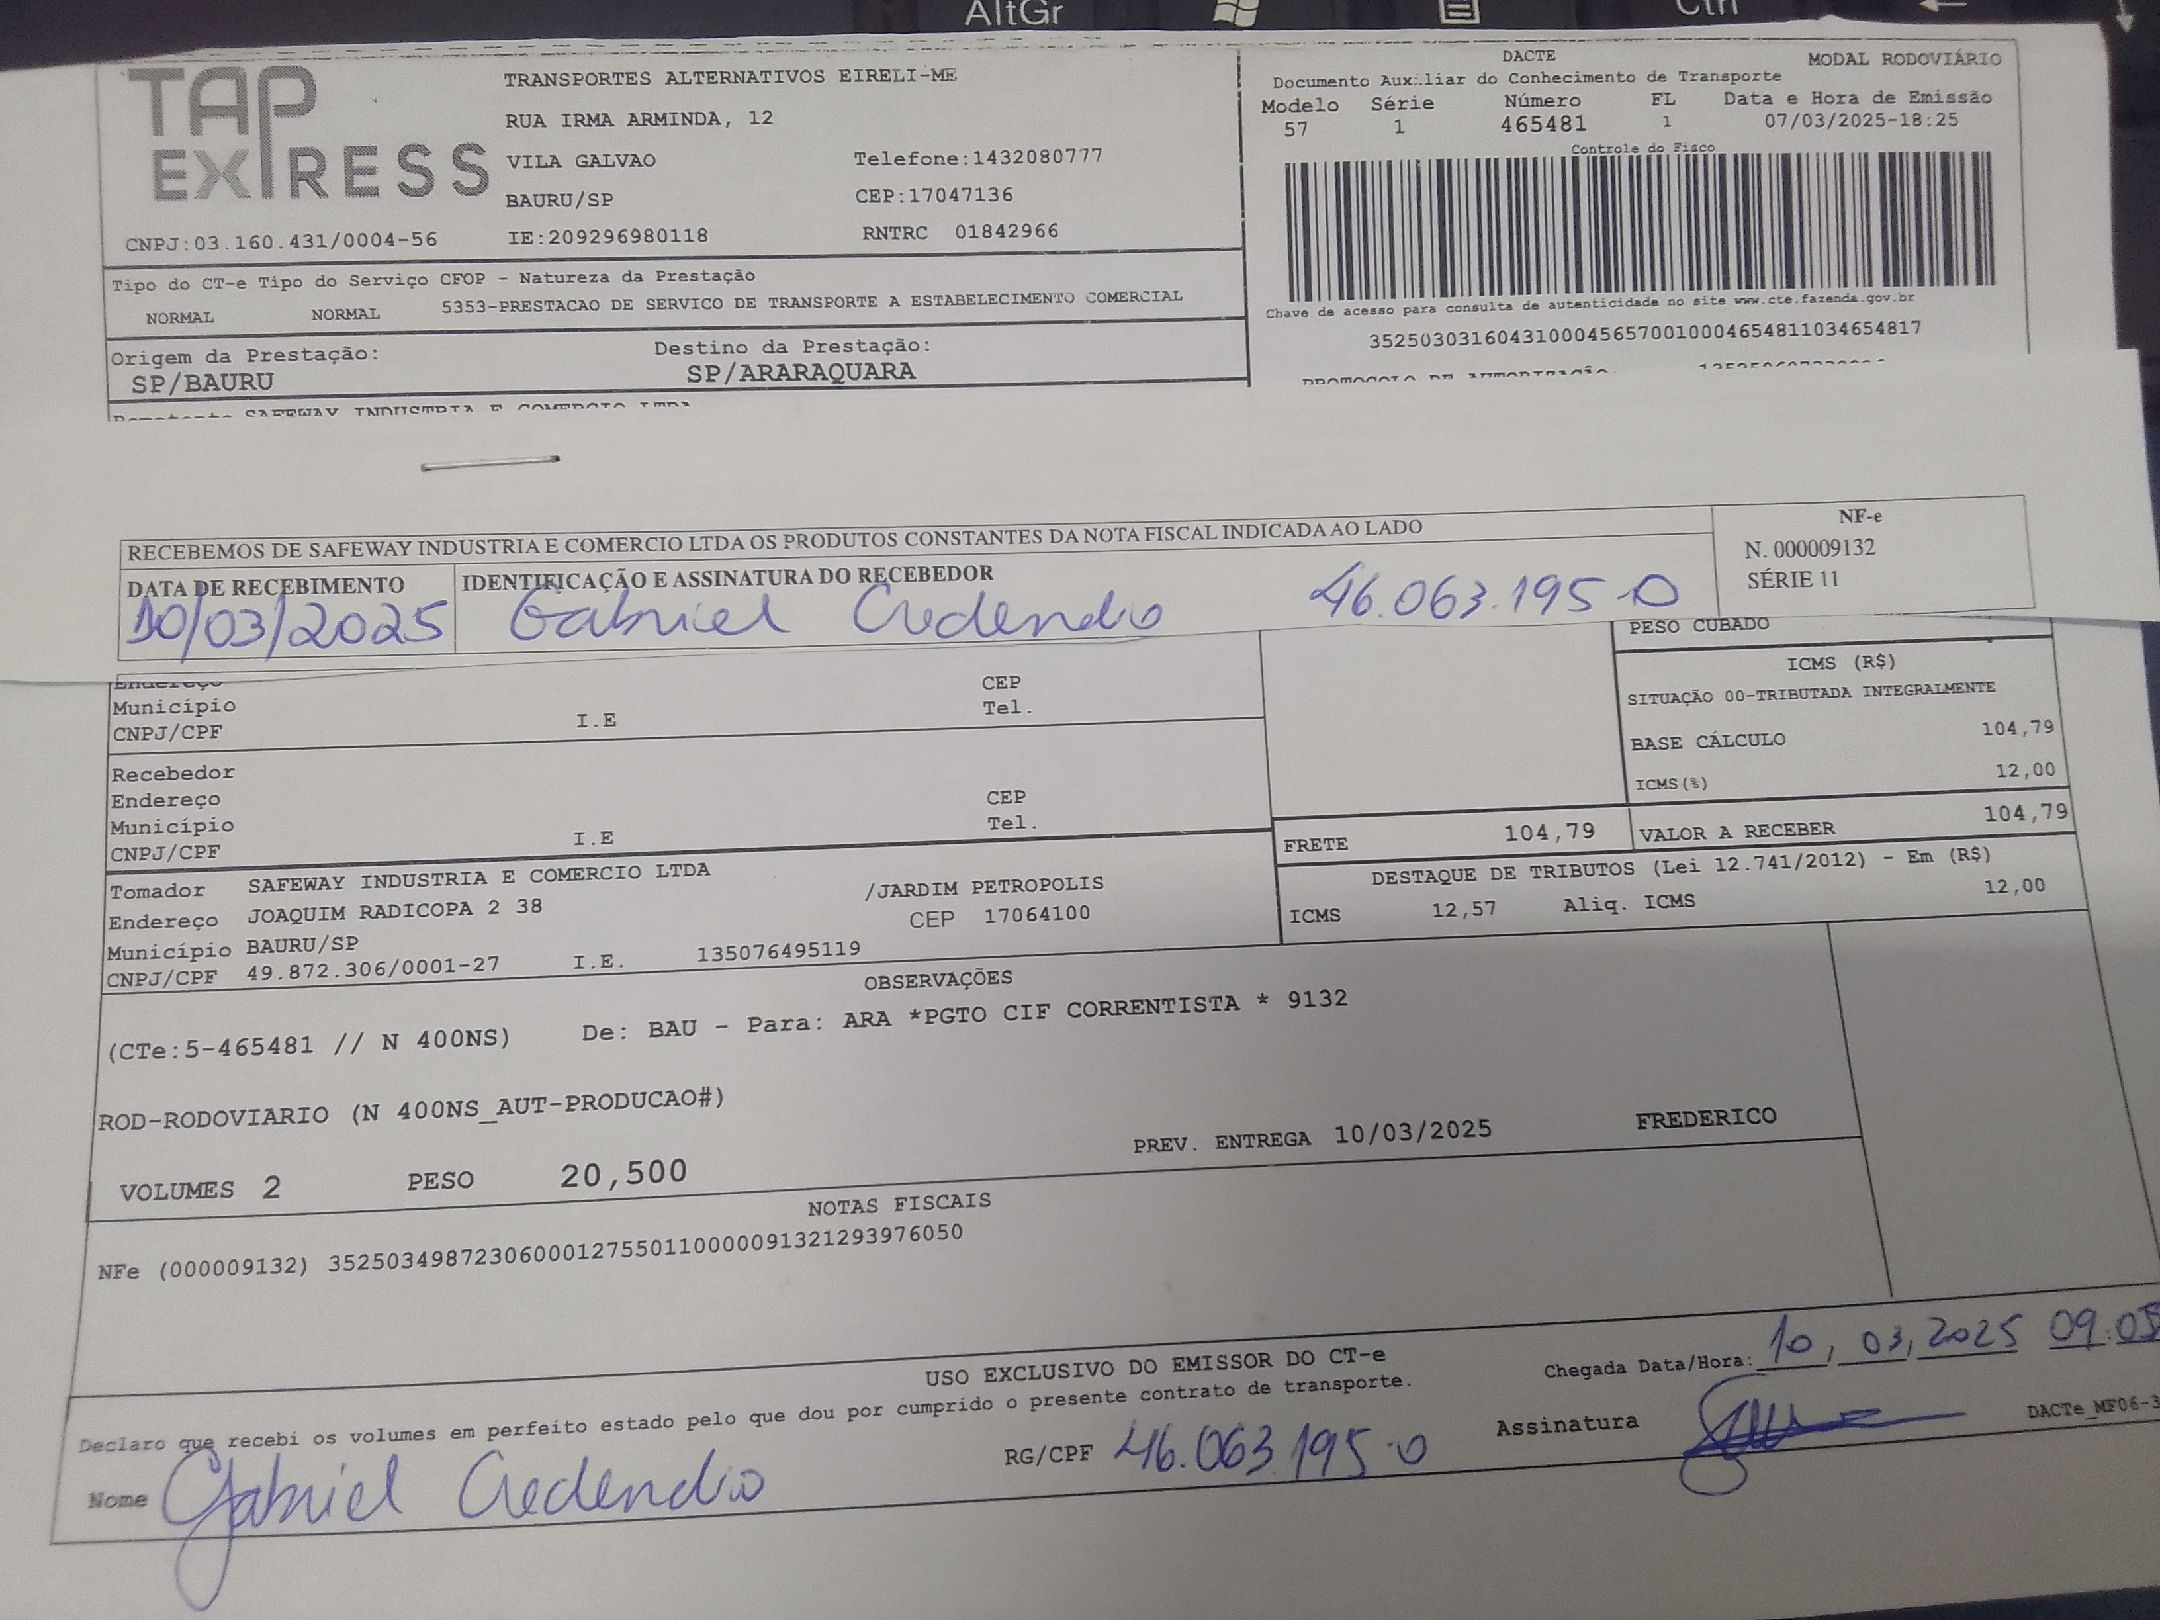 AltGr
Ctrl
TAP EXPRESS
TRANSPORTES ALTERNATIVOS EIRELI-ME
RUA IRMA ARMINDA, 12
VILA GALVAO Telefone:1432080777
BAURU/SP CEP:17047136
CNPJ:03.160.431/0004-56 IE:209296980118 RNTRC 01842966
DACTE MODAL RODOVIÁRIO
Documento Auxiliar do Conhecimento de Transporte
Modelo Série Número FL Data e Hora de Emissão
57 1 465481 1 07/03/2025-18:25
Controle do Fisco
Chave de acesso para consulta de autenticidade no site www.cte.fazenda.gov.br
35250303160431000456570010004654811034654817
PROTOCOLO DE AUTORIZAÇÃO:
Tipo do CT-e Tipo do Serviço CFOP - Natureza da Prestação
NORMAL NORMAL 5353-PRESTACAO DE SERVICO DE TRANSPORTE A ESTABELECIMENTO COMERCIAL
Origem da Prestação: Destino da Prestação:
SP/BAURU SP/ARARAQUARA
Remetente SAFEWAY INDUSTRIA E COMERCIO LTDA
RECEBEMOS DE SAFEWAY INDUSTRIA E COMERCIO LTDA OS PRODUTOS CONSTANTES DA NOTA FISCAL INDICADA AO LADO
NF-e
N. 000009132
SÉRIE 11
DATA DE RECEBIMENTO IDENTIFICAÇÃO E ASSINATURA DO RECEBEDOR
10/03/2025 Gabriel Credendio 46.063.195-0
Endereço CEP
Município Tel.
CNPJ/CPF I.E
Recebedor
Endereço CEP
Município Tel.
CNPJ/CPF I.E
PESO CUBADO
ICMS (R$)
SITUAÇÃO 00-TRIBUTADA INTEGRALMENTE
BASE CÁLCULO 104,79
ICMS(%) 12,00
FRETE 104,79 VALOR A RECEBER 104,79
DESTAQUE DE TRIBUTOS (Lei 12.741/2012) - Em (R$)
ICMS 12,57 Aliq. ICMS 12,00
Tomador SAFEWAY INDUSTRIA E COMERCIO LTDA
Endereço JOAQUIM RADICOPA 2 38 /JARDIM PETROPOLIS
Município BAURU/SP CEP 17064100
CNPJ/CPF 49.872.306/0001-27 I.E. 135076495119
OBSERVAÇÕES
(CTe:5-465481 // N 400NS) De: BAU - Para: ARA *PGTO CIF CORRENTISTA * 9132
ROD-RODOVIARIO (N 400NS_AUT-PRODUCAO#)
PREV. ENTREGA 10/03/2025 FREDERICO
VOLUMES 2 PESO 20,500
NOTAS FISCAIS
NFe (000009132) 35250349872306000127550110000091321293976050
USO EXCLUSIVO DO EMISSOR DO CT-e
Chegada Data/Hora: 10, 03, 2025 09:05
Declaro que recebi os volumes em perfeito estado pelo que dou por cumprido o presente contrato de transporte.
Nome Gabriel Credendio RG/CPF 46.063.195-0 Assinatura
DACTe_MF06-3